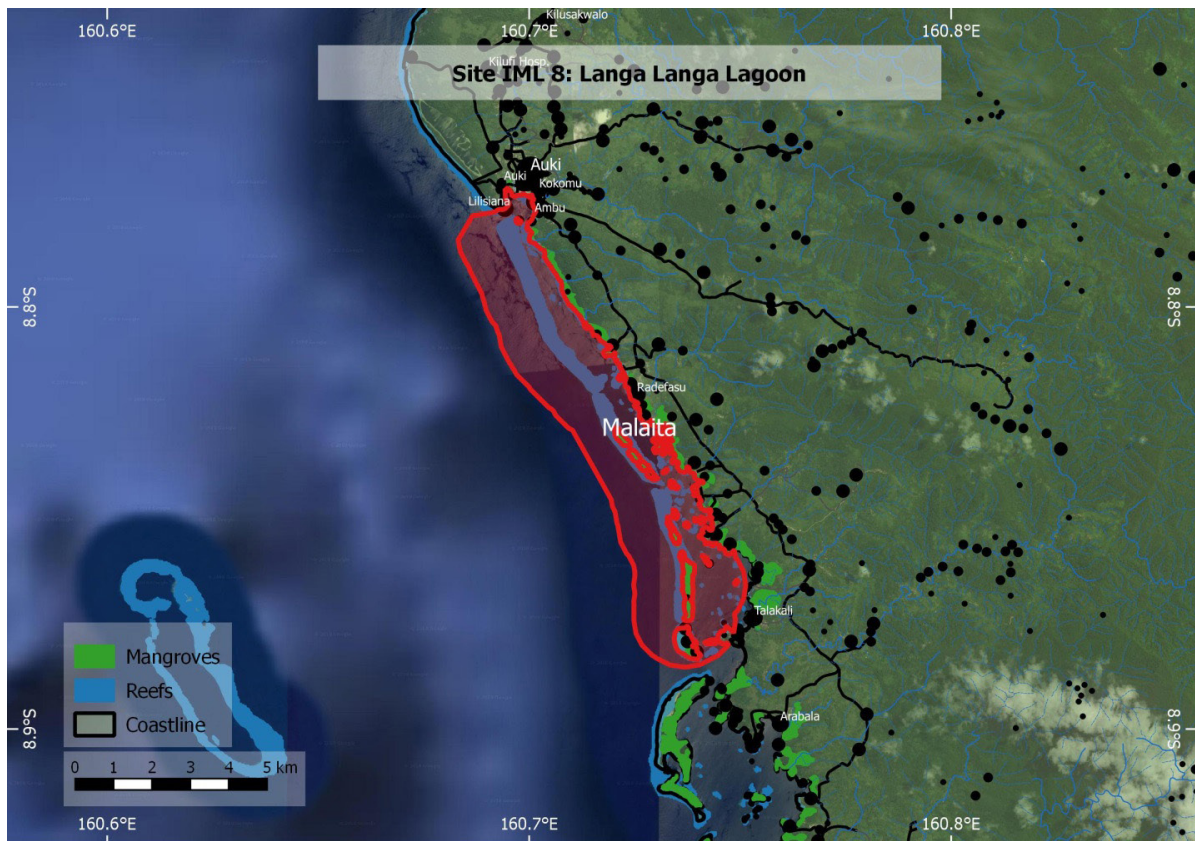 160.6°E
160.7°E
160.8°E
Kilusakwalo
Kilufi Hosp.
Site IML 8: Langa Langa Lagoon
Auki
Auki
Kokomu
Lilisiana
Ambu
8.8°S
8.8°S
Radefasu
Malaita
Talakali
Mangroves
Reefs
Coastline
Arabala
8.9°S
8.9°S
0 1 2 3 4 5 km
160.6°E
160.7°E
160.8°E